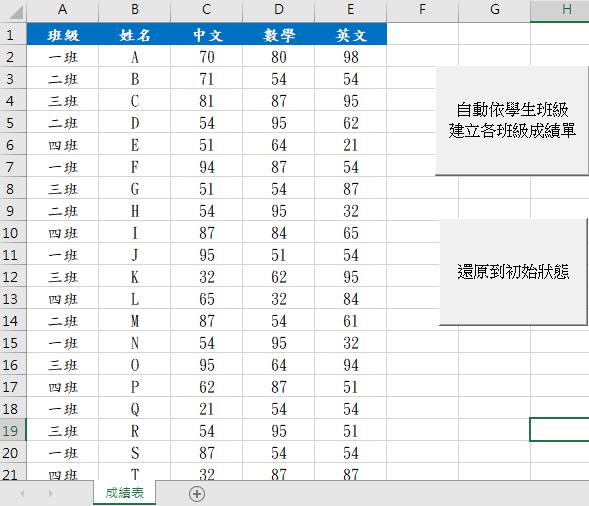 A B C D E F G H
1 班級 姓名 中文 數學 英文
2 一班 A 70 80 98
3 二班 B 71 54 54
4 三班 C 81 87 95
5 二班 D 54 95 62
6 四班 E 51 64 21
7 一班 F 94 87 54
8 三班 G 51 54 87
9 二班 H 54 95 32
10 四班 I 87 84 65
11 一班 J 95 51 54
12 三班 K 32 62 95
13 四班 L 65 32 84
14 二班 M 87 54 61
15 一班 N 54 95 32
16 三班 O 95 64 94
17 四班 P 62 87 51
18 一班 Q 21 54 54
19 三班 R 54 95 51
20 一班 S 87 54 54
21 四班 T 32 87 87
自動依學生班級
建立各班級成績單
還原到初始狀態
成績表